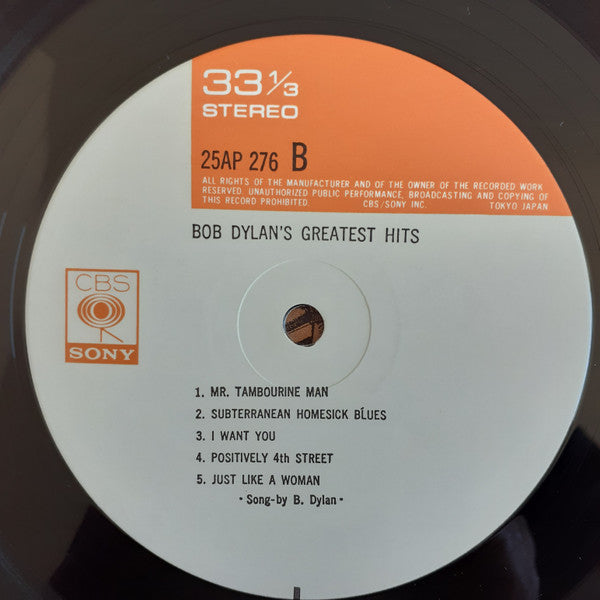 33 1/3
STEREO
25AP 276 B
ALL RIGHTS OF THE MANUFACTURER AND OF THE OWNER OF THE RECORDED WORK
RESERVED. UNAUTHORIZED PUBLIC PERFORMANCE, BROADCASTING AND COPYING OF
THIS RECORD PROHIBITED. CBS/SONY INC. TOKYO JAPAN
BOB DYLAN'S GREATEST HITS
CBS
SONY
1. MR. TAMBOURINE MAN
2. SUBTERRANEAN HOMESICK BLUES
3. I WANT YOU
4. POSITIVELY 4th STREET
5. JUST LIKE A WOMAN
• Song-by B. Dylan •